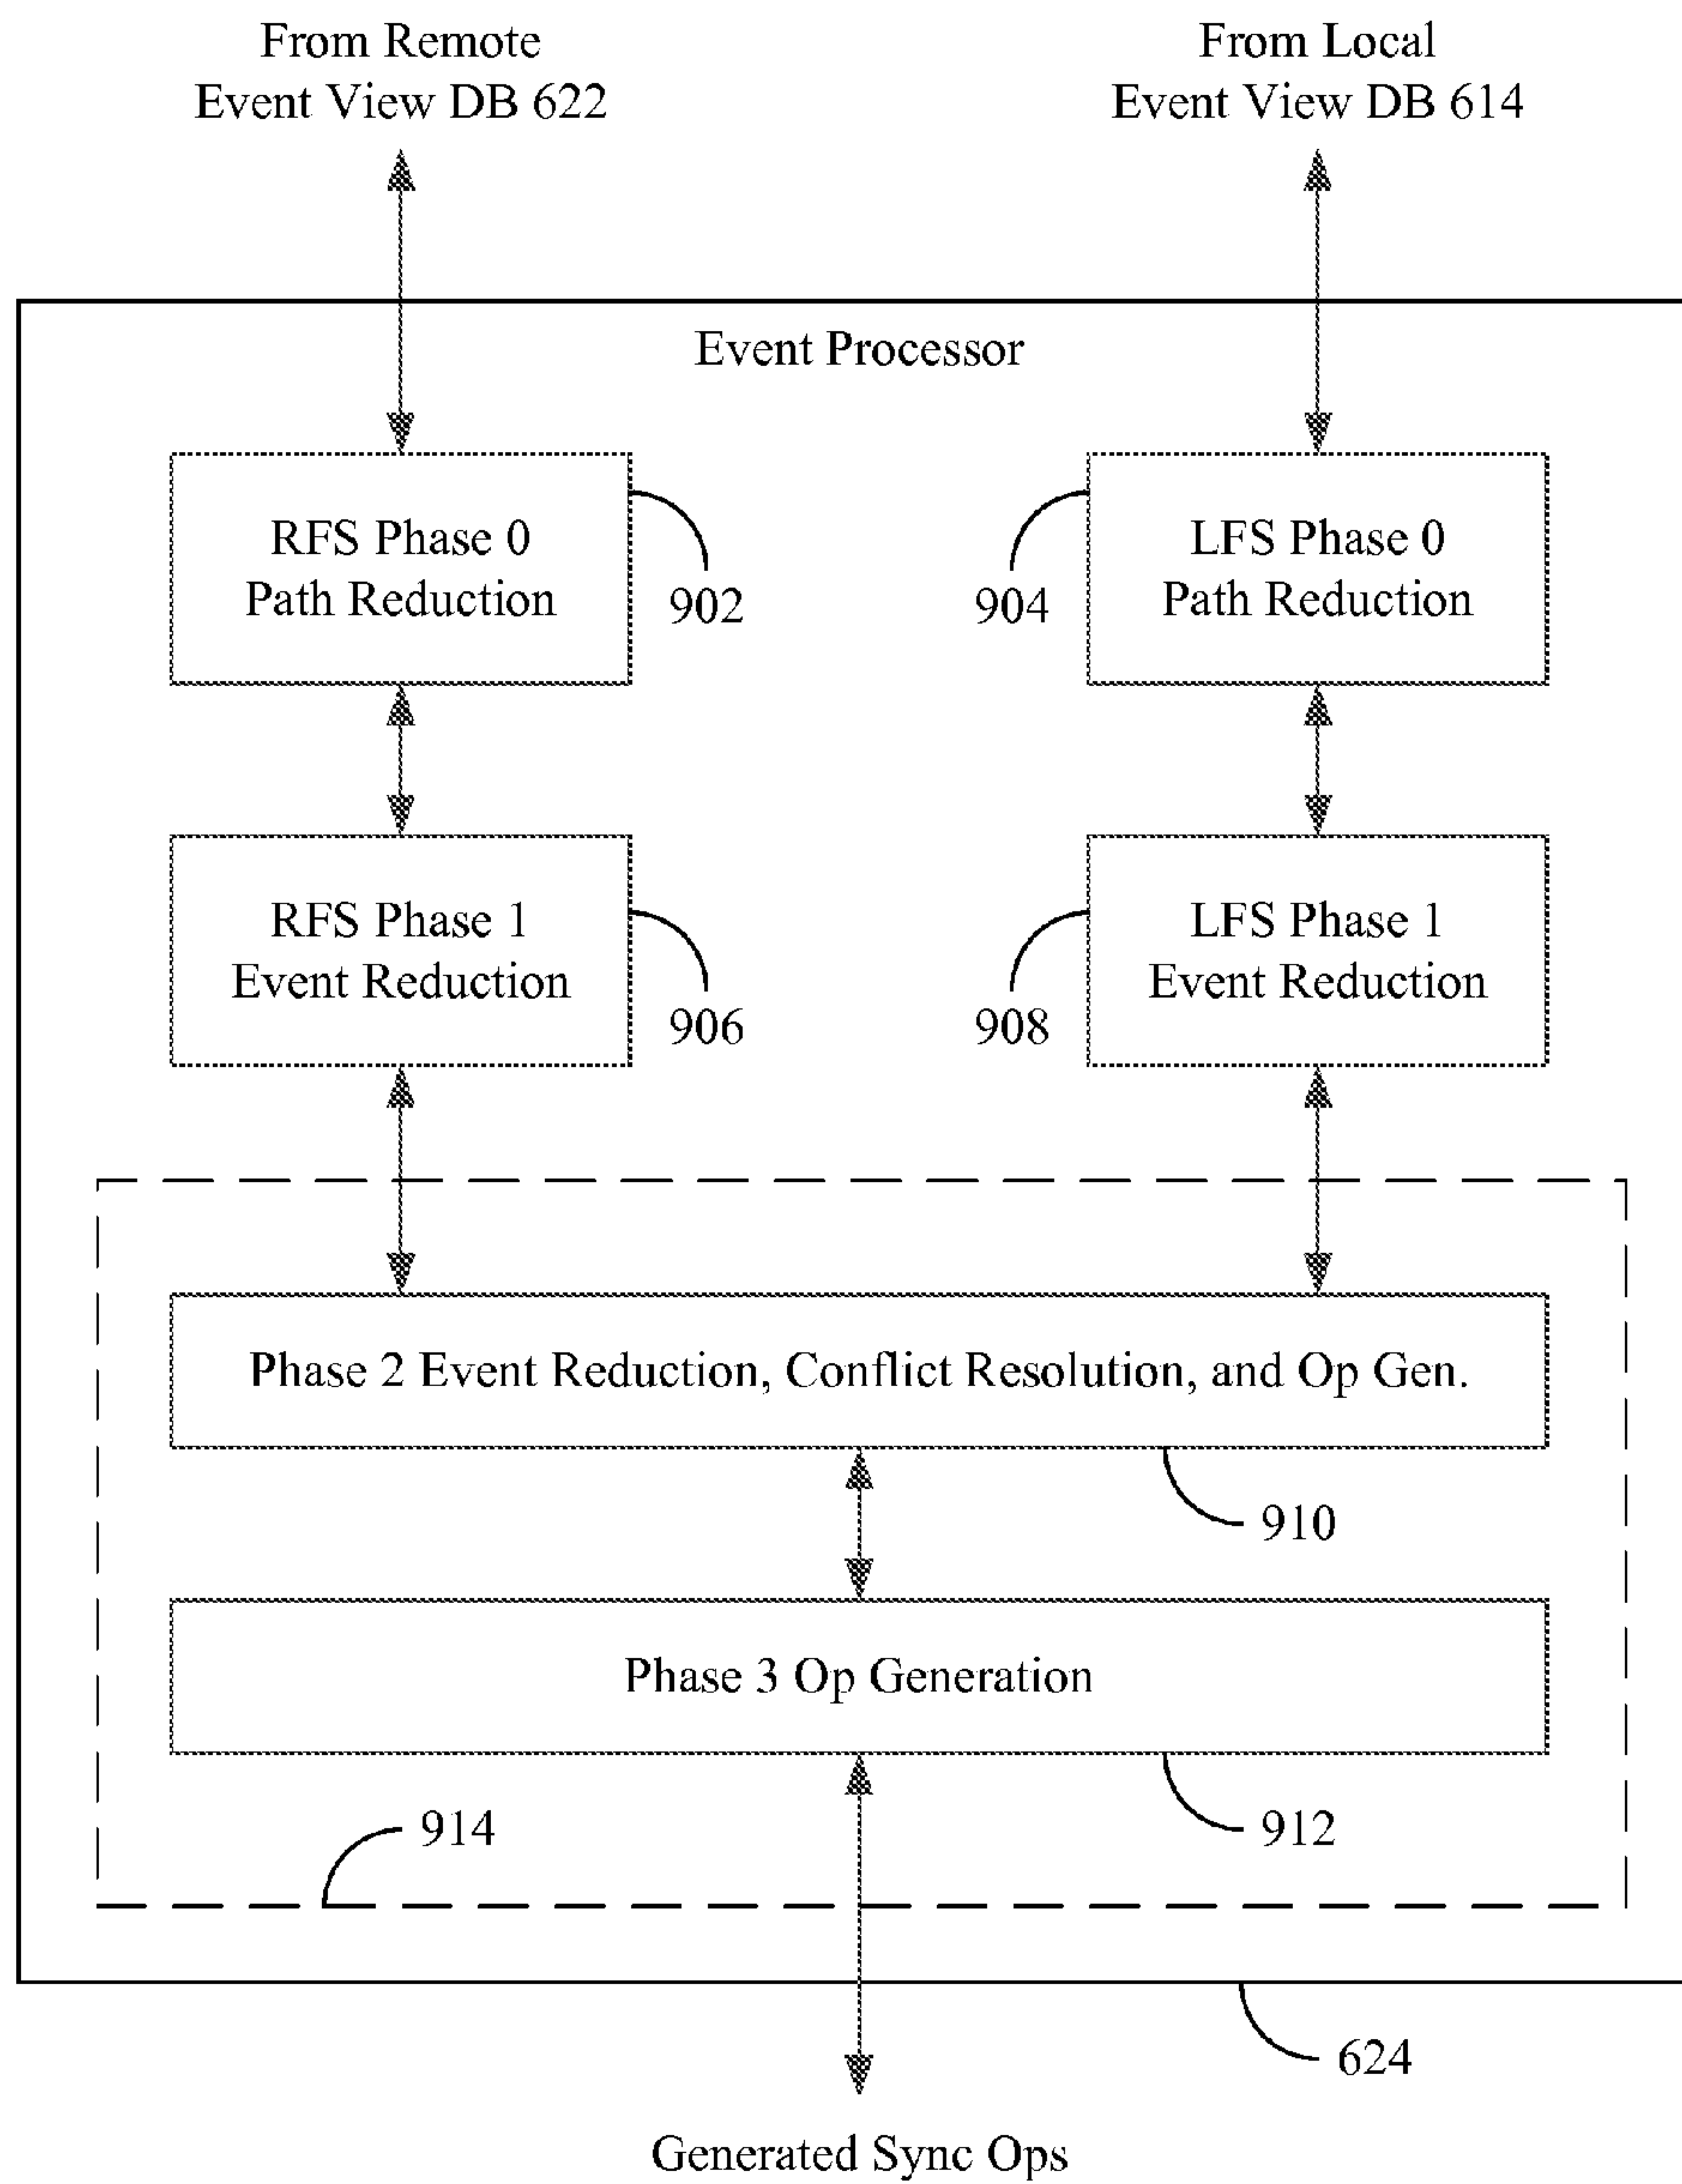 From Remote
Event View DB 622
From Local
Event View DB 614
Event Processor
RFS Phase 0
Path Reduction
902
904
LFS Phase 0
Path Reduction
RFS Phase 1
Event Reduction
906
908
LFS Phase 1
Event Reduction
Phase 2 Event Reduction, Conflict Resolution, and Op Gen.
910
Phase 3 Op Generation
914
912
624
Generated Sync Ops